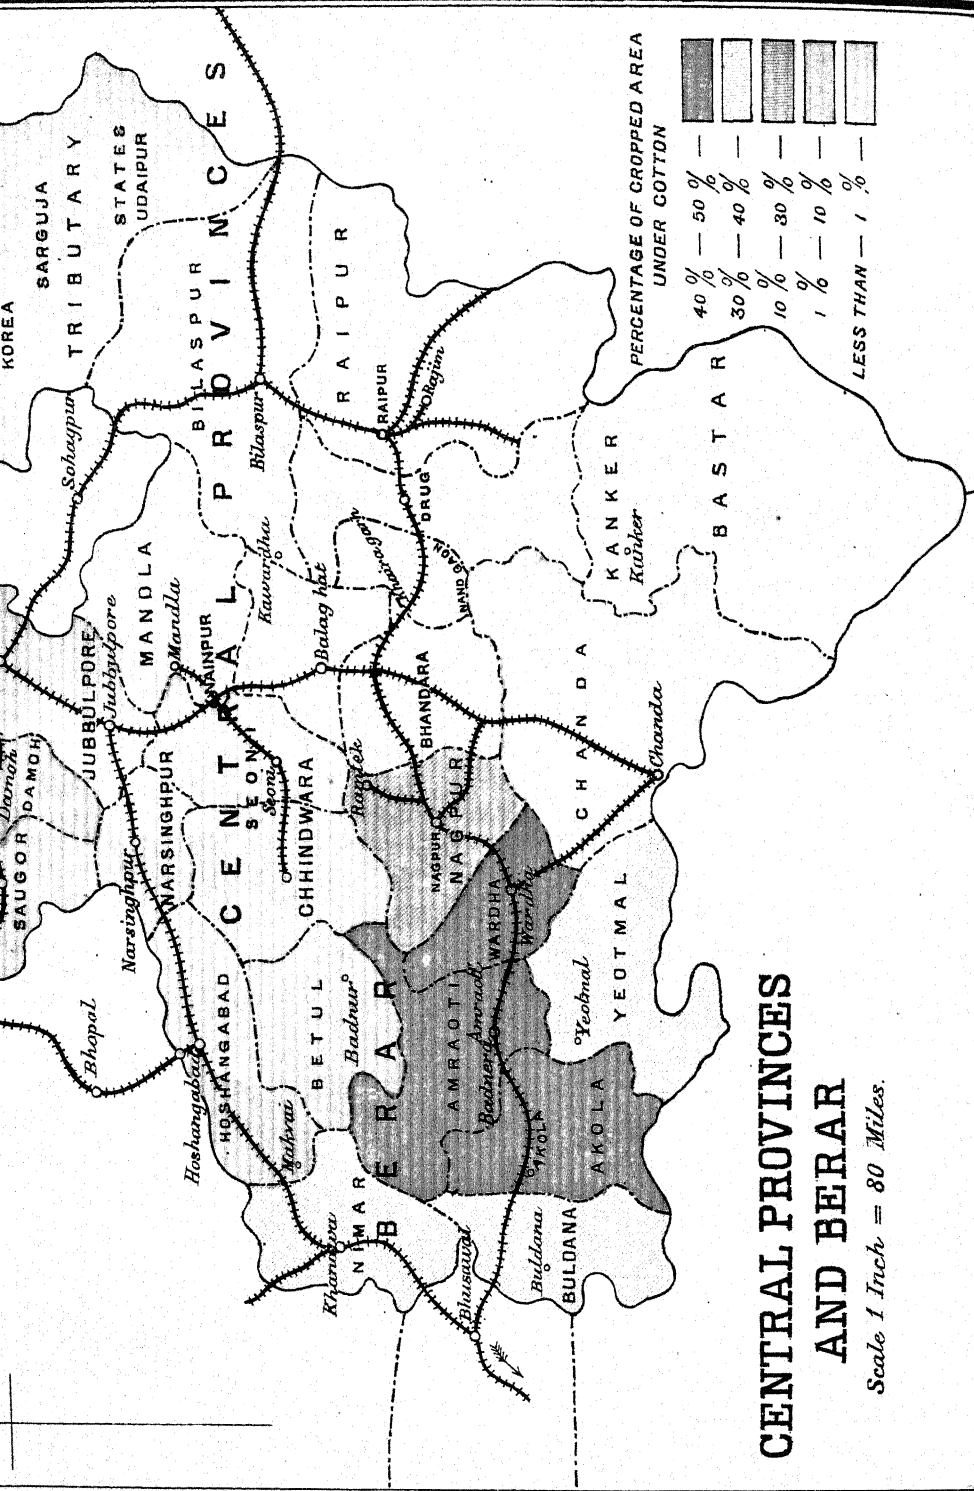 CENTRAL PROVINCES
AND BERAR
Scale 1 Inch = 80 Miles.
PERCENTAGE OF CROPPED AREA
UNDER COTTON
40 % — 50 % —
30 % — 40 % —
10 % — 30 % —
1 % — 10 % —
LESS THAN — 1 % —
CENTRAL PROVINCES
BERAR
KOREA
SARGUJA
TRIBUTARY
STATES
UDAIPUR
BILASPUR
Bilaspur
RAIPUR
RAIPUR
Rajim
DRUG
Sohagpur
MANDLA
Mandla
Kawardha
NAINPUR
Balaghat
Khairagarh
NANDGAON
KANKER
Kanker
BASTAR
JUBBULPORE
Jubbulpore
Damoh
DAMOH
SAUGOR
NARSINGHPUR
Narsinghpur
SEONI
Seoni
CHHINDWARA
Ramtek
BHANDARA
NAGPUR
NAGPUR
CHANDA
Chanda
WARDHA
Wardha
YEOTMAL
Yeotmal
Bhopal
Hoshangabad
HOSHANGABAD
BETUL
Badnur
Makrai
AMRAOTI
Amraoti
Badnera
AKOLA
AKOLA
NIMAR
Khandwa
Bhusawal
Buldana
BULDANA